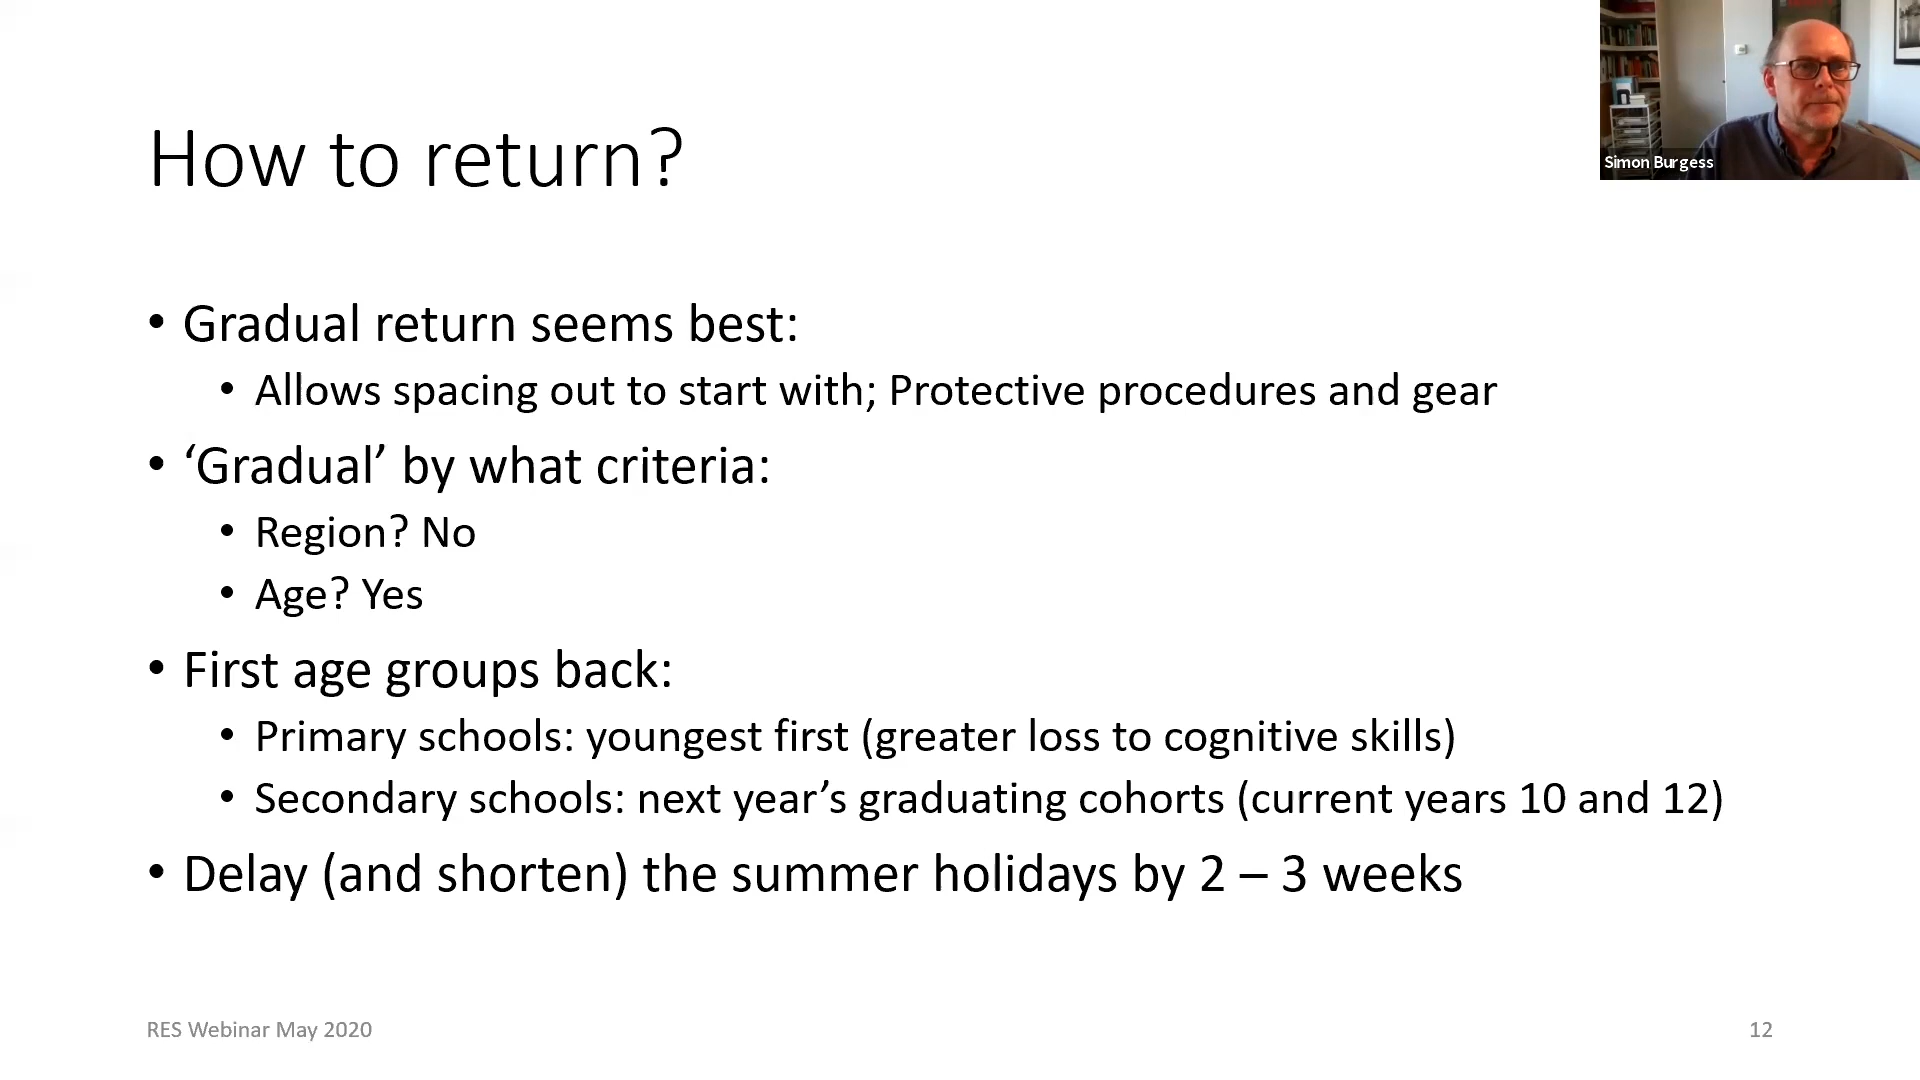 Simon Burgess
How to return?
• Gradual return seems best:
• Allows spacing out to start with; Protective procedures and gear
• ‘Gradual’ by what criteria:
• Region? No
• Age? Yes
• First age groups back:
• Primary schools: youngest first (greater loss to cognitive skills)
• Secondary schools: next year’s graduating cohorts (current years 10 and 12)
• Delay (and shorten) the summer holidays by 2 – 3 weeks
RES Webinar May 2020
12